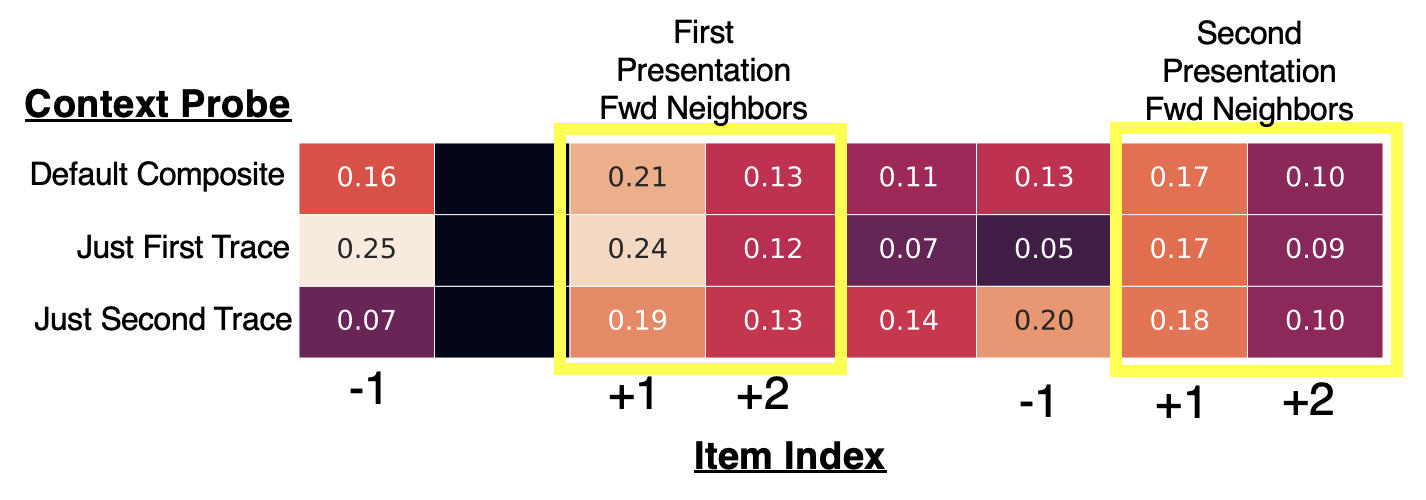 First
Presentation
Fwd Neighbors
Second
Presentation
Fwd Neighbors
Context Probe
Default Composite 0.16 0.21 0.13 0.11 0.13 0.17 0.10
Just First Trace 0.25 0.24 0.12 0.07 0.05 0.17 0.09
Just Second Trace 0.07 0.19 0.13 0.14 0.20 0.18 0.10
-1 +1 +2 -1 +1 +2
Item Index